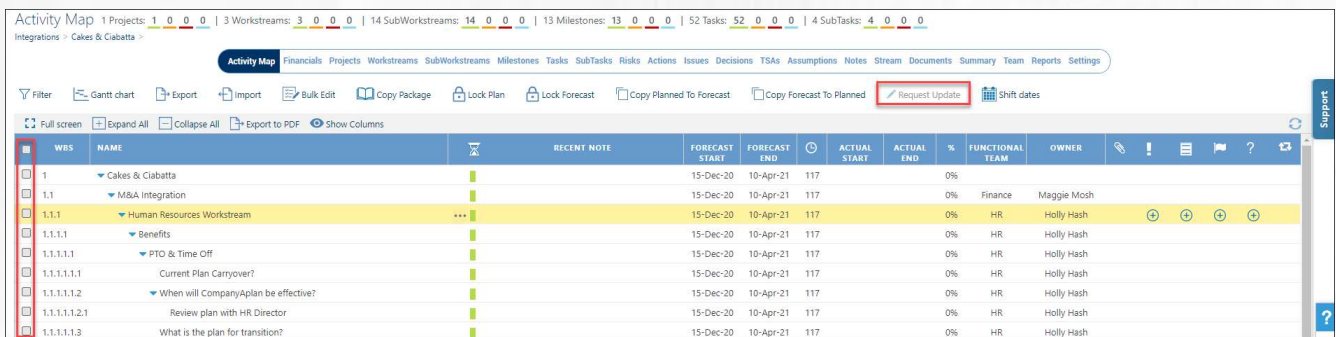 Activity Map 1 Projects: 1 0 0 0 | 3 Workstreams: 3 0 0 0 | 14 SubWorkstreams: 14 0 0 0 | 13 Milestones: 13 0 0 0 | 52 Tasks: 52 0 0 0 | 4 SubTasks: 4 0 0 0
Integrations > Cakes & Ciabatta >
Activity Map Financials Projects Workstreams SubWorkstreams Milestones Tasks SubTasks Risks Actions Issues Decisions TSAs Assumptions Notes Stream Documents Summary Team Reports Settings
Filter Gantt chart Export Import Bulk Edit Copy Package Lock Plan Lock Forecast Copy Planned To Forecast Copy Forecast To Planned Request Update Shift dates
Support
Full screen Expand All Collapse All Export to PDF Show Columns
WBS NAME RECENT NOTE FORECAST START FORECAST END ACTUAL START ACTUAL END % FUNCTIONAL TEAM OWNER ! ?
1 Cakes & Ciabatta 15-Dec-20 10-Apr-21 117 0%
1.1 M&A Integration 15-Dec-20 10-Apr-21 117 0% Finance Maggie Mosh
1.1.1 Human Resources Workstream ••• 15-Dec-20 10-Apr-21 117 0% HR Holly Hash
1.1.1.1 Benefits 15-Dec-20 10-Apr-21 117 0% HR Holly Hash
1.1.1.1.1 PTO & Time Off 15-Dec-20 10-Apr-21 117 0% HR Holly Hash
1.1.1.1.1.1 Current Plan Carryover? 15-Dec-20 10-Apr-21 117 0% HR Holly Hash
1.1.1.1.1.2 When will CompanyAplan be effective? 15-Dec-20 10-Apr-21 117 0% HR Holly Hash
1.1.1.1.1.2.1 Review plan with HR Director 15-Dec-20 10-Apr-21 117 0% HR Holly Hash
1.1.1.1.1.3 What is the plan for transition? 15-Dec-20 10-Apr-21 117 0% HR Holly Hash
?